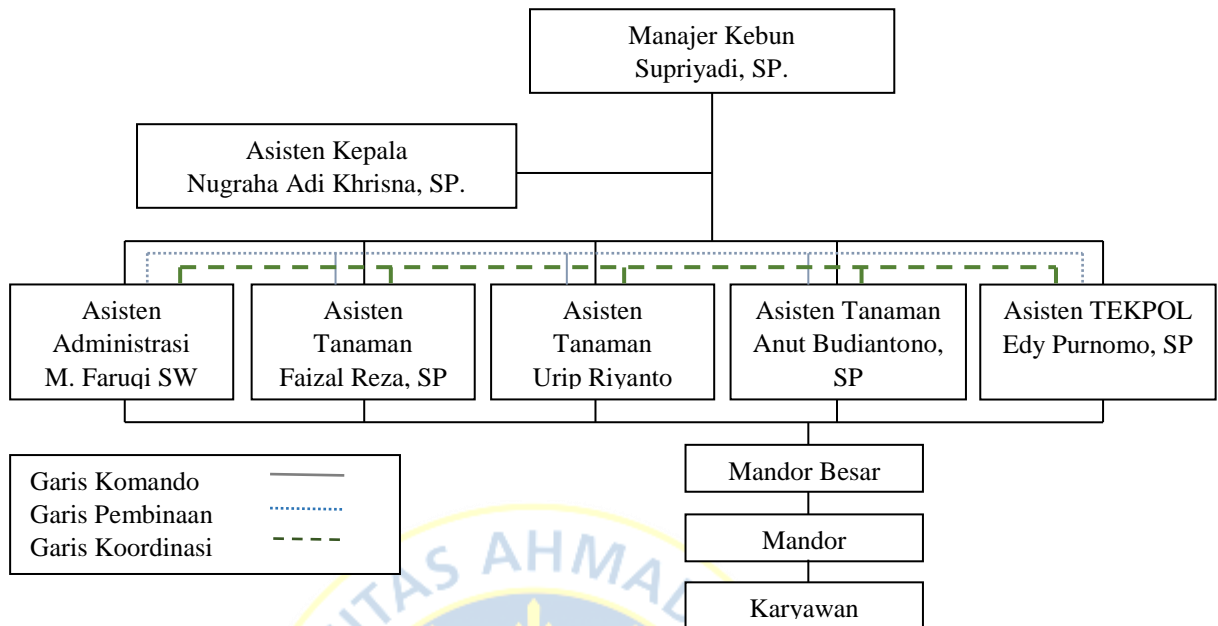 Manajer Kebun
Supriyadi, SP.
Asisten Kepala
Nugraha Adi Khrisna, SP.
Asisten
Administrasi
M. Faruqi SW
Asisten
Tanaman
Faizal Reza, SP
Asisten
Tanaman
Urip Riyanto
Asisten Tanaman
Anut Budiantono,
SP
Asisten TEKPOL
Edy Purnomo, SP
Mandor Besar
Mandor
Karyawan
Garis Komando
Garis Pembinaan
Garis Koordinasi
ITAS AHMA